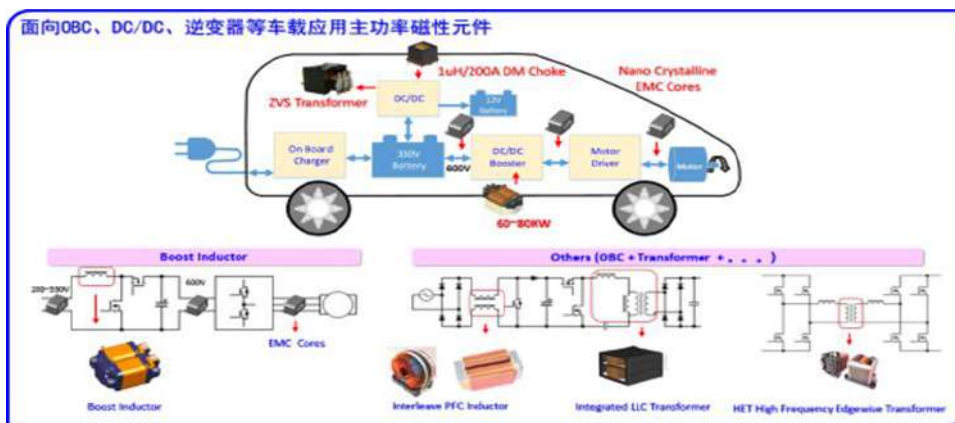 面向OBC、DC/DC、逆变器等车载应用主功率磁性元件
1uH/200A DM Choke
Nano Crystalline
EMC Cores
ZVS Transformer
DC/DC
12V
Battery
On Board
Charger
Battery
600V
DC/DC
Booster
Motor
Driver
Motor
60~80KW
Boost Inductor
Others (OBC + Transformer + . . . )
600V
EMC Cores
Boost Inductor
Interleave PFC Inductor
Integrated LLC Transformer
HET High Frequency Edgewise Transformer